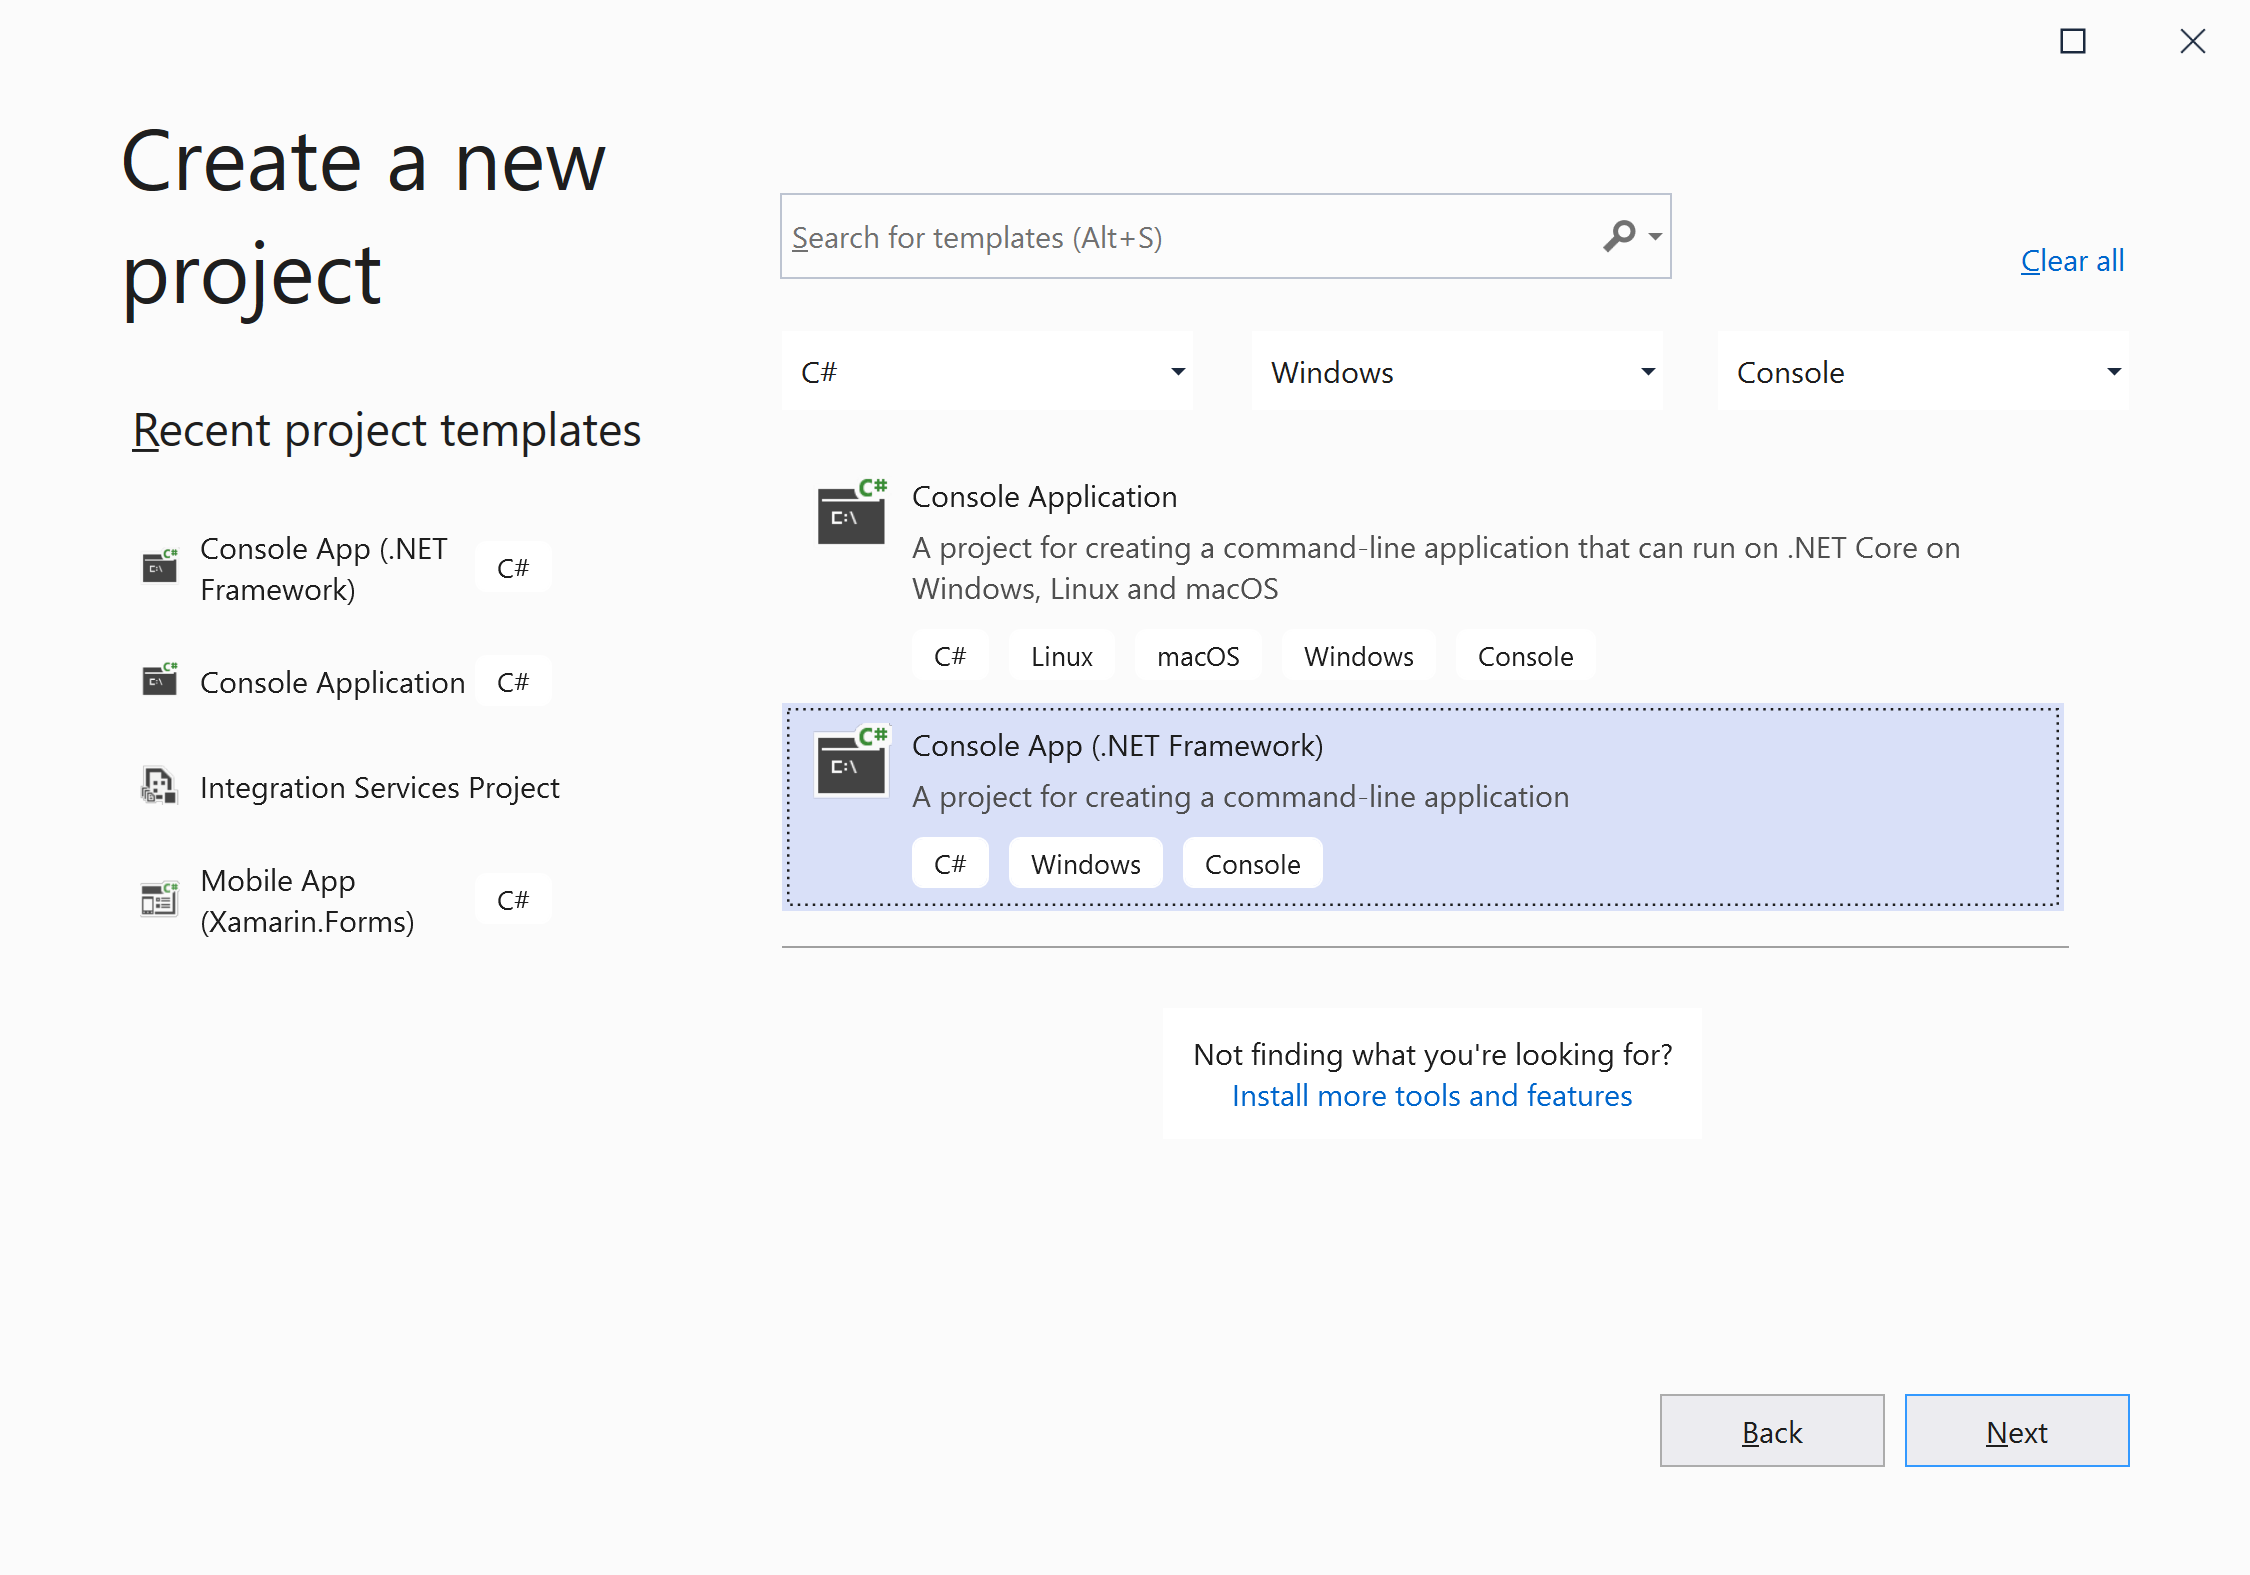 Create a new
project
Search for templates (Alt+S)
Clear all
C#
Windows
Console
Recent project templates
Console App (.NET
Framework)
C#
Console Application
C#
Integration Services Project
Mobile App
(Xamarin.Forms)
C#
C#
C:\
Console Application
A project for creating a command-line application that can run on .NET Core on
Windows, Linux and macOS
C# Linux macOS Windows Console
C#
C:\
Console App (.NET Framework)
A project for creating a command-line application
C# Windows Console
Not finding what you're looking for?
Install more tools and features
Back
Next